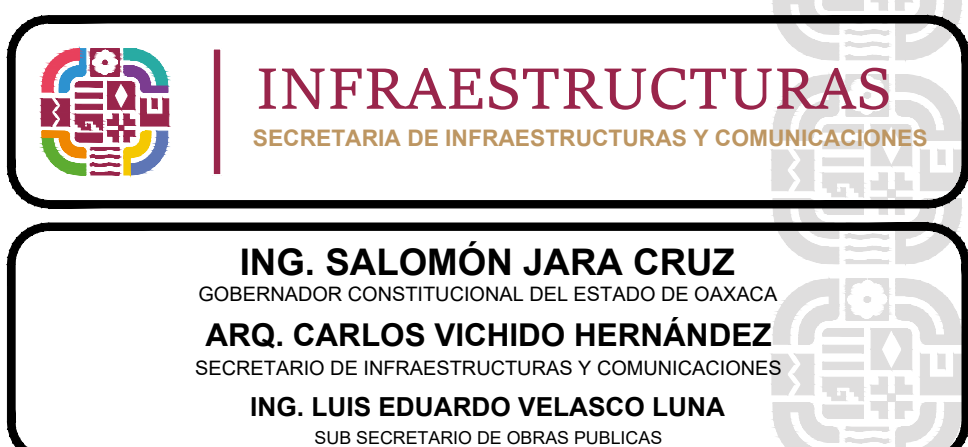 INFRAESTRUCTURAS
SECRETARIA DE INFRAESTRUCTURAS Y COMUNICACIONES
ING. SALOMÓN JARA CRUZ
GOBERNADOR CONSTITUCIONAL DEL ESTADO DE OAXACA
ARQ. CARLOS VICHIDO HERNÁNDEZ
SECRETARIO DE INFRAESTRUCTURAS Y COMUNICACIONES
ING. LUIS EDUARDO VELASCO LUNA
SUB SECRETARIO DE OBRAS PUBLICAS